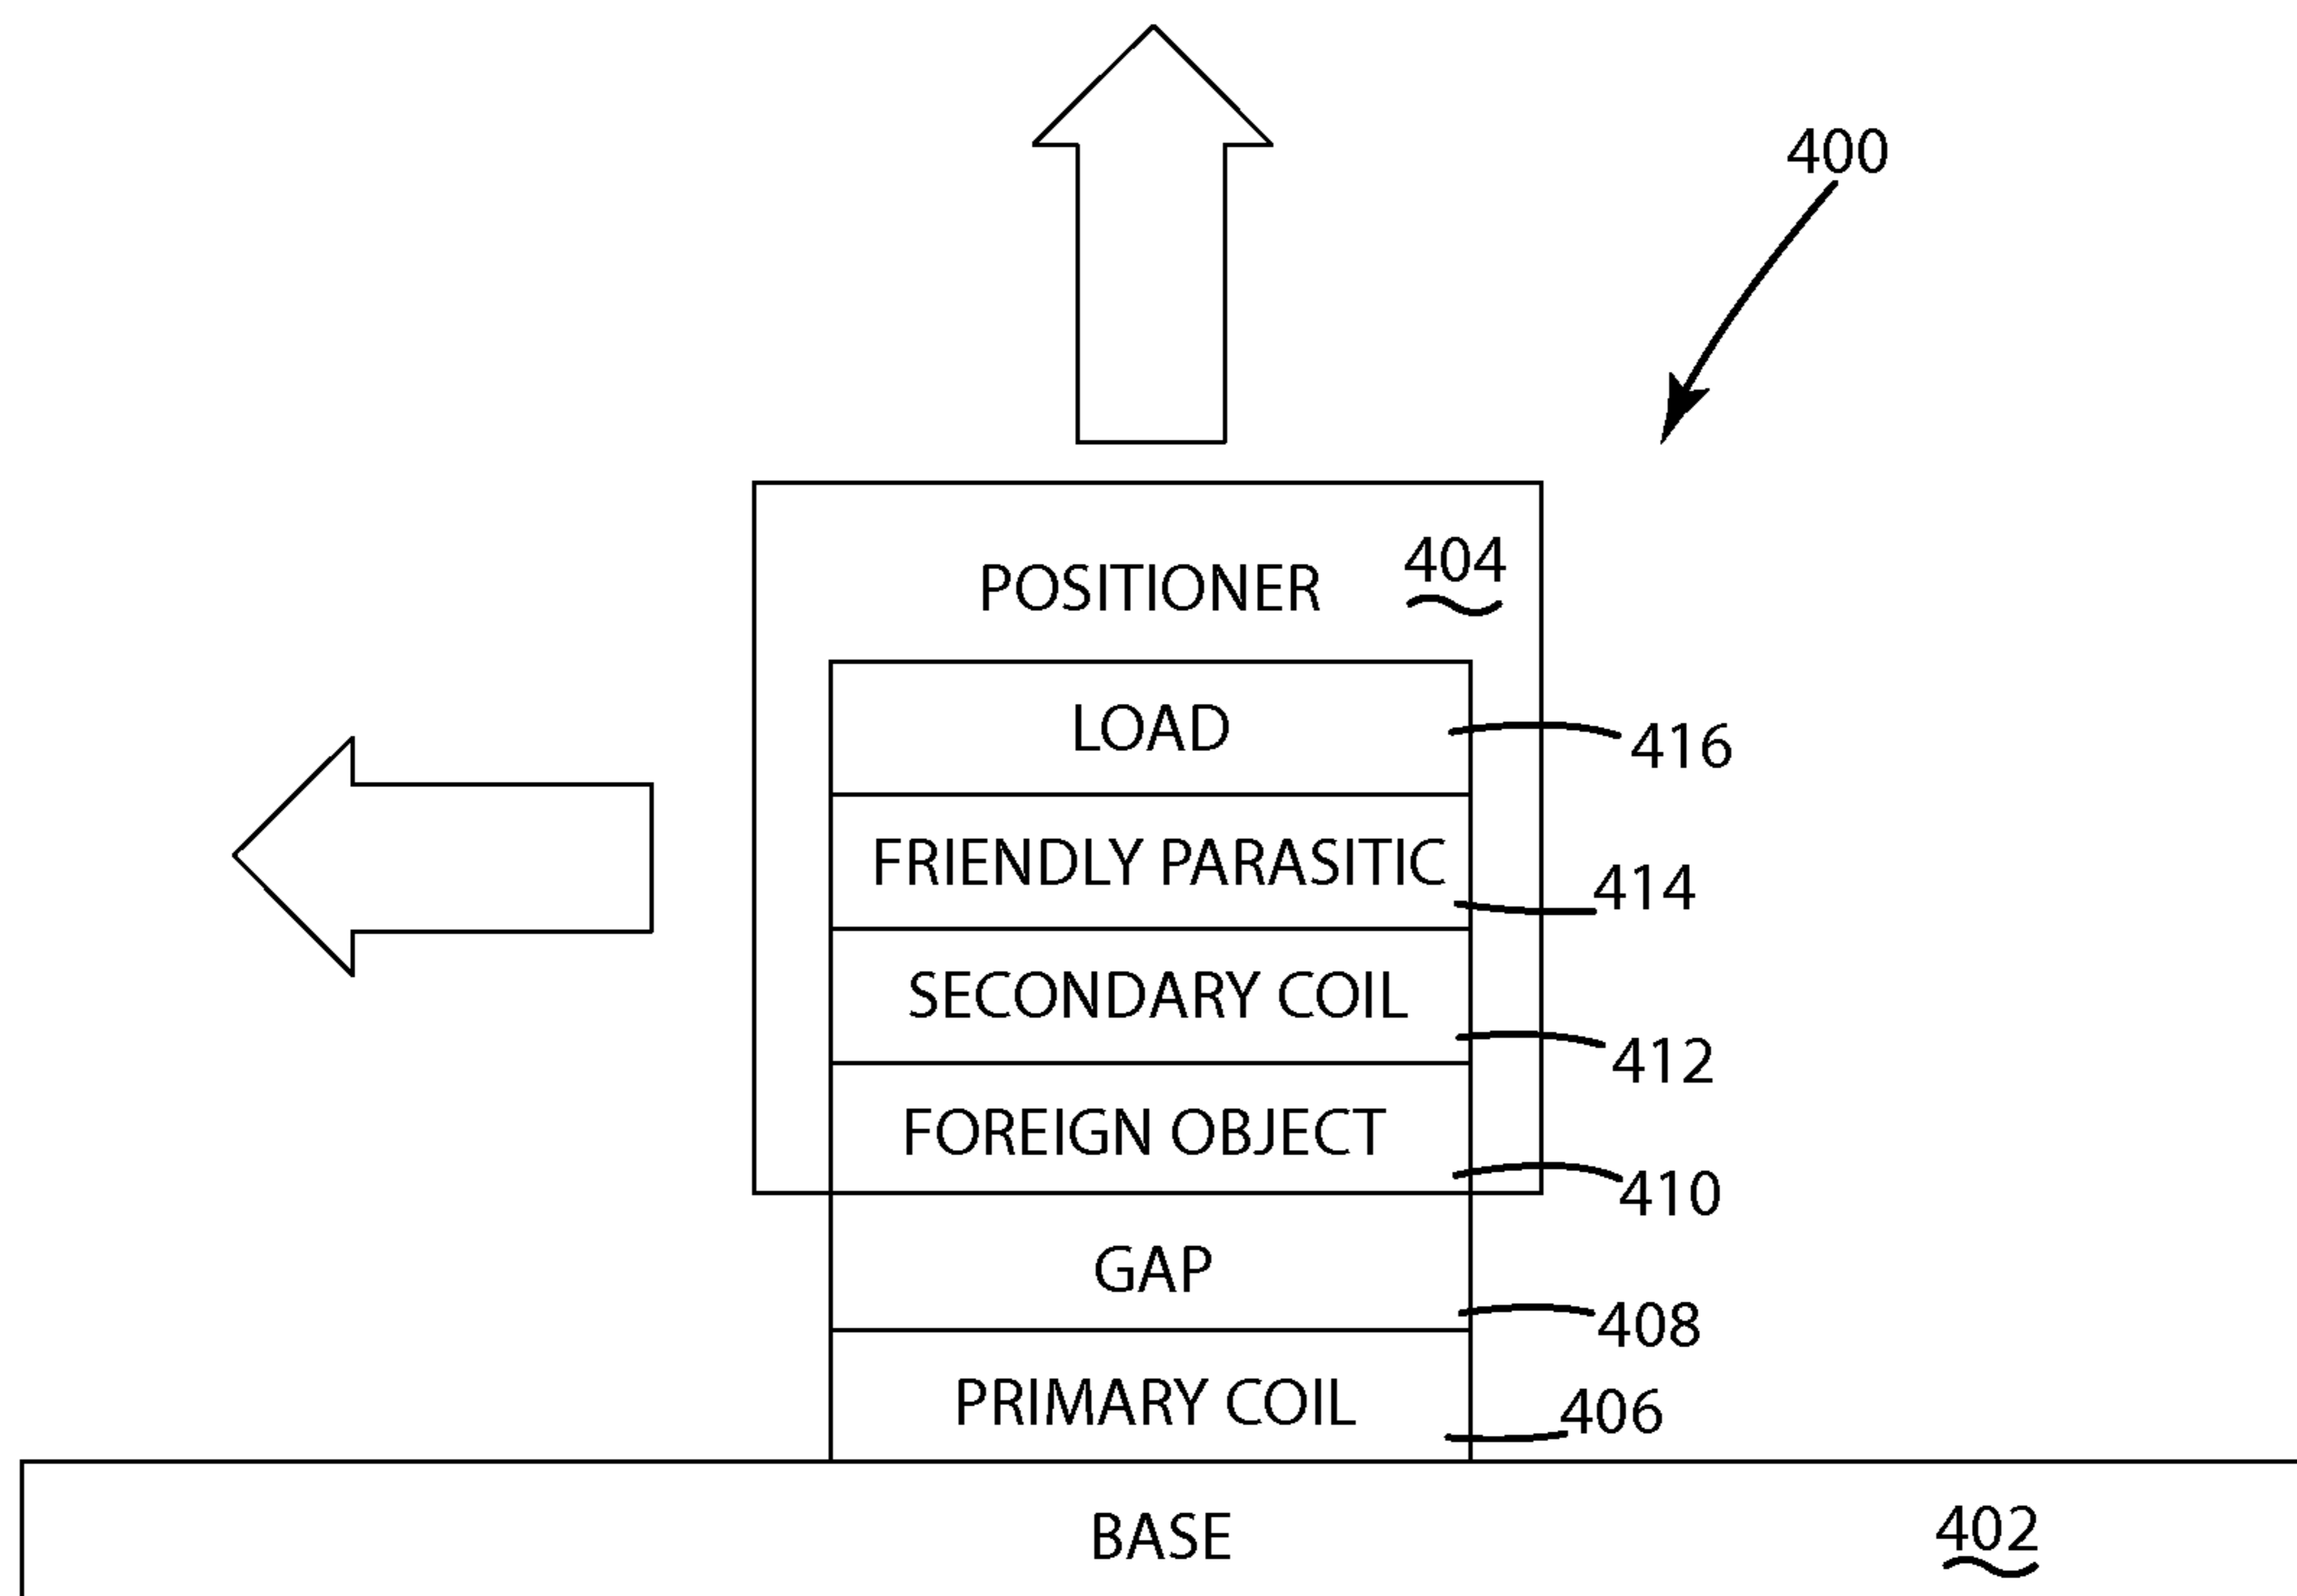 400
POSITIONER 404
LOAD
416
FRIENDLY PARASITIC
414
SECONDARY COIL
412
FOREIGN OBJECT
410
GAP
408
PRIMARY COIL
406
BASE 402